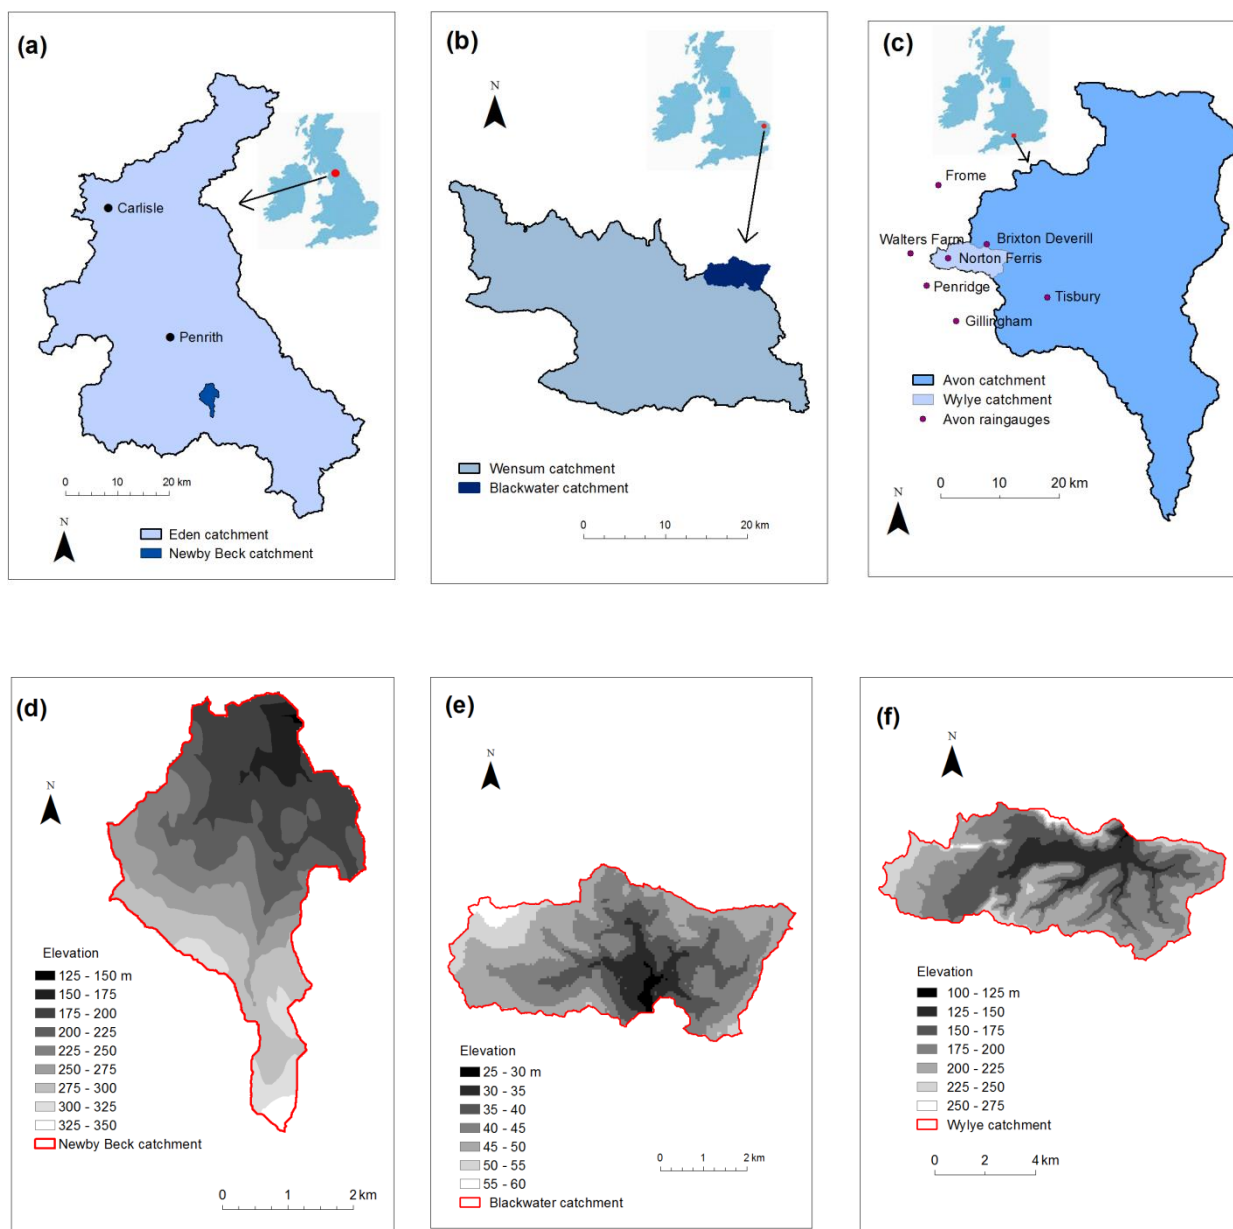 (a)
Carlisle
Penrith
0 10 20 km
N
Eden catchment
Newby Beck catchment
(b)
N
Wensum catchment
Blackwater catchment
0 10 20 km
(c)
Frome
Walters Farm
Brixton Deverill
Norton Ferris
Penridge
Tisbury
Gillingham
Avon catchment
Wylye catchment
Avon raingauges
0 10 20 km
N
(d)
N
Elevation
125 - 150 m
150 - 175
175 - 200
200 - 225
225 - 250
250 - 275
275 - 300
300 - 325
325 - 350
Newby Beck catchment
0 1 2 km
(e)
N
Elevation
25 - 30 m
30 - 35
35 - 40
40 - 45
45 - 50
50 - 55
55 - 60
Blackwater catchment
0 1 2 km
(f)
N
Elevation
100 - 125 m
125 - 150
150 - 175
175 - 200
200 - 225
225 - 250
250 - 275
Wylye catchment
0 2 4 km